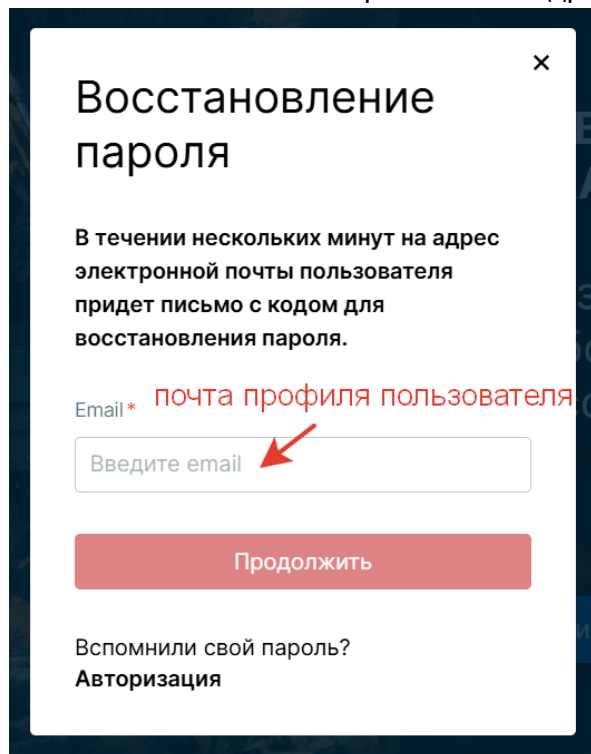 ×
Восстановление
пароля
В течении нескольких минут на адрес
электронной почты пользователя
придет письмо с кодом для
восстановления пароля.
Email* почта профиля пользователя
Введите email
Продолжить
Вспомнили свой пароль?
Авторизация